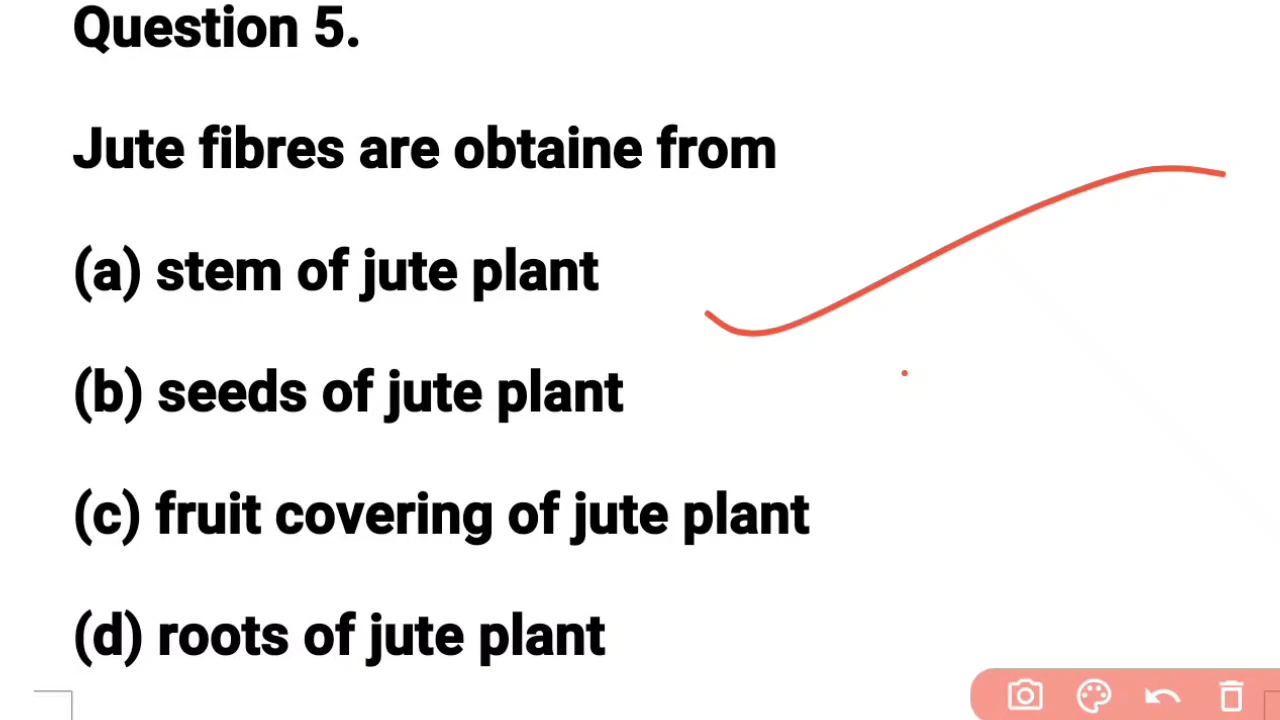 Question 5.
Jute fibres are obtaine from
(a) stem of jute plant
(b) seeds of jute plant
(c) fruit covering of jute plant
(d) roots of jute plant